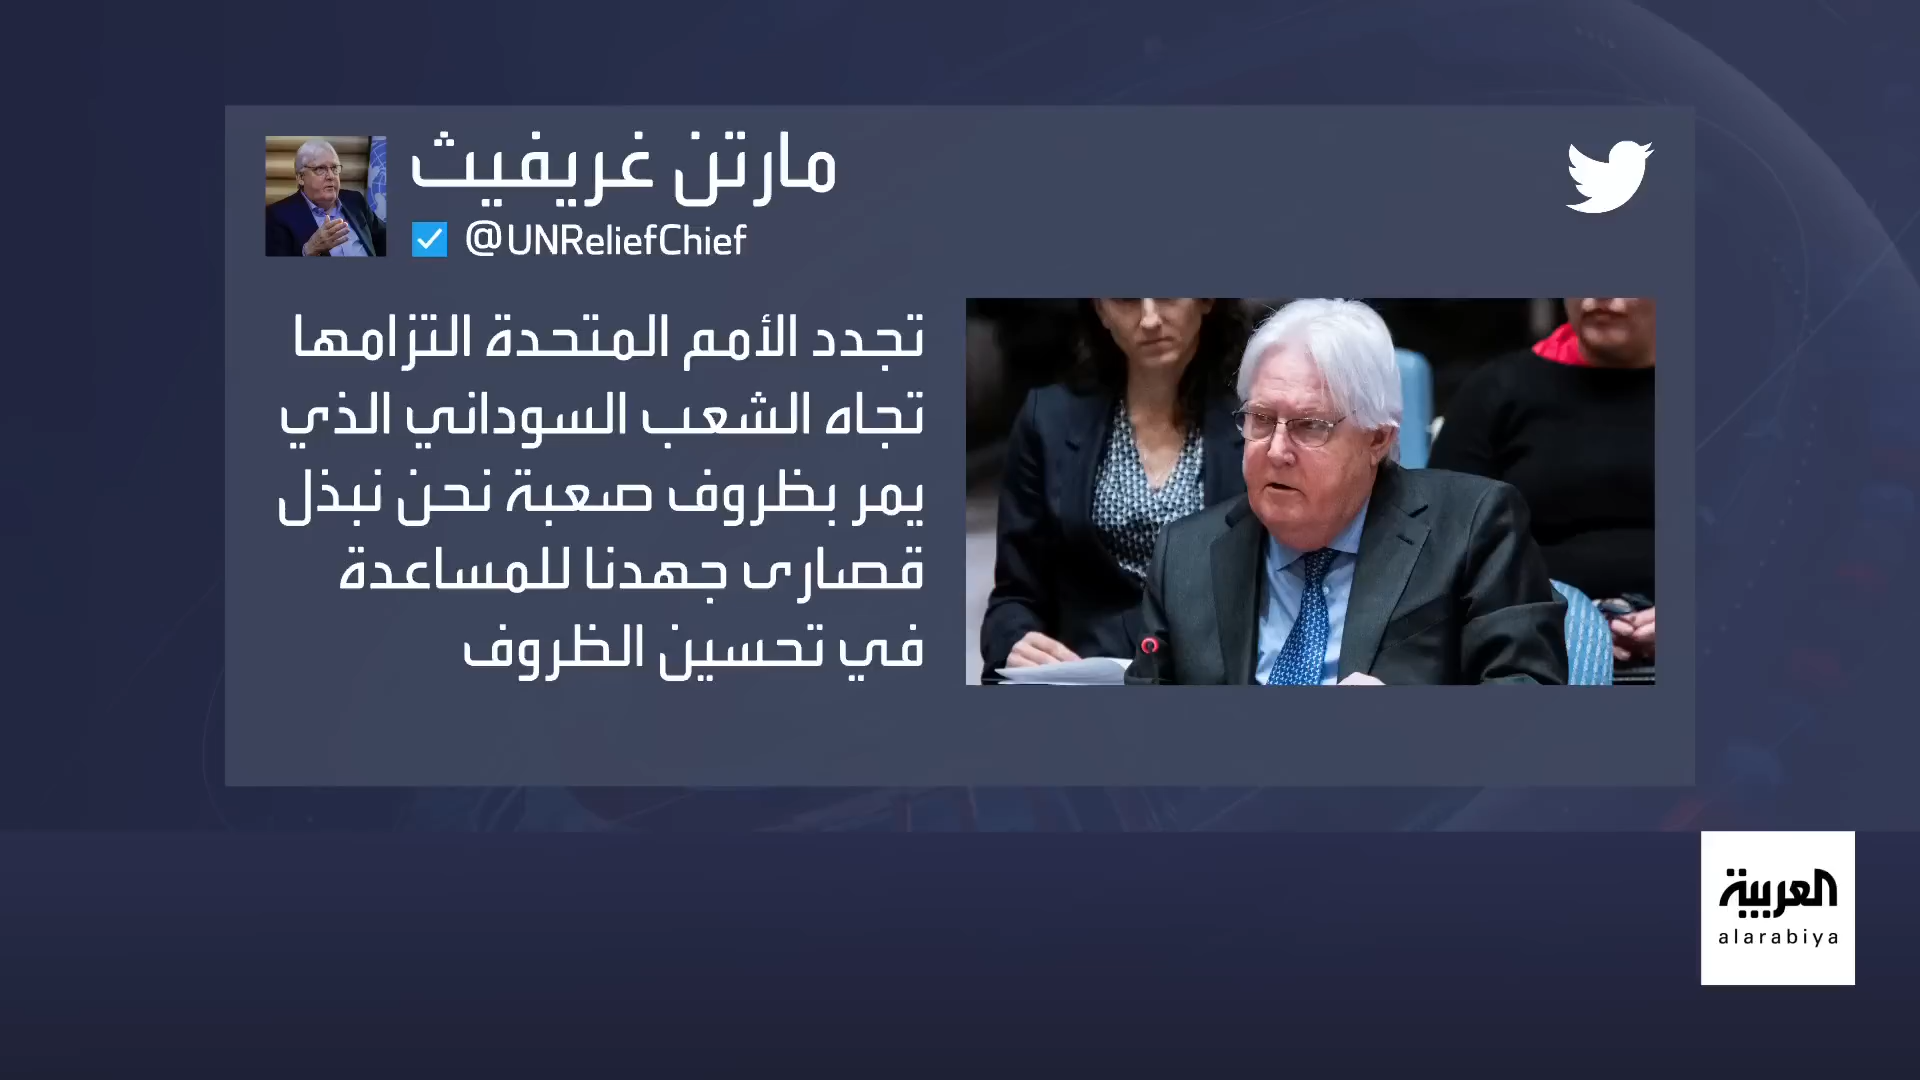 مارتن غريفيث
@UNReliefChief
تجدد الأمم المتحدة التزامها
تجاه الشعب السوداني الذي
يمر بظروف صعبة نحن نبذل
قصارى جهدنا للمساعدة
في تحسين الظروف
العربية
alarabiya